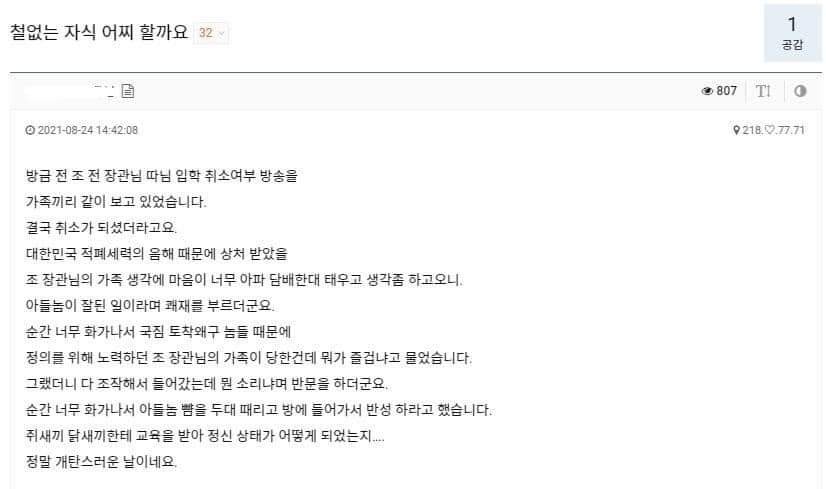 철없는 자식 어찌 할까요 32
1
공감
807
2021-08-24 14:42:08
218.♡.77.71
방금 전 조 전 장관님 따님 입학 취소여부 방송을
가족끼리 같이 보고 있었습니다.
결국 취소가 되셨더라고요.
대한민국 적폐세력의 음해 때문에 상처 받았을
조 장관님의 가족 생각에 마음이 너무 아파 담배한대 태우고 생각좀 하고오니.
아들놈이 잘된 일이라며 쾌재를 부르더군요.
순간 너무 화가나서 국짐 토착왜구 놈들 때문에
정의를 위해 노력하던 조 장관님의 가족이 당한건데 뭐가 즐겁냐고 물었습니다.
그랬더니 다 조작해서 들어갔는데 뭔 소리냐며 반문을 하더군요.
순간 너무 화가나서 아들놈 뺨을 두대 때리고 방에 들어가서 반성 하라고 했습니다.
쥐새끼 닭새끼한테 교육을 받아 정신 상태가 어떻게 되었는지....
정말 개탄스러운 날이네요.